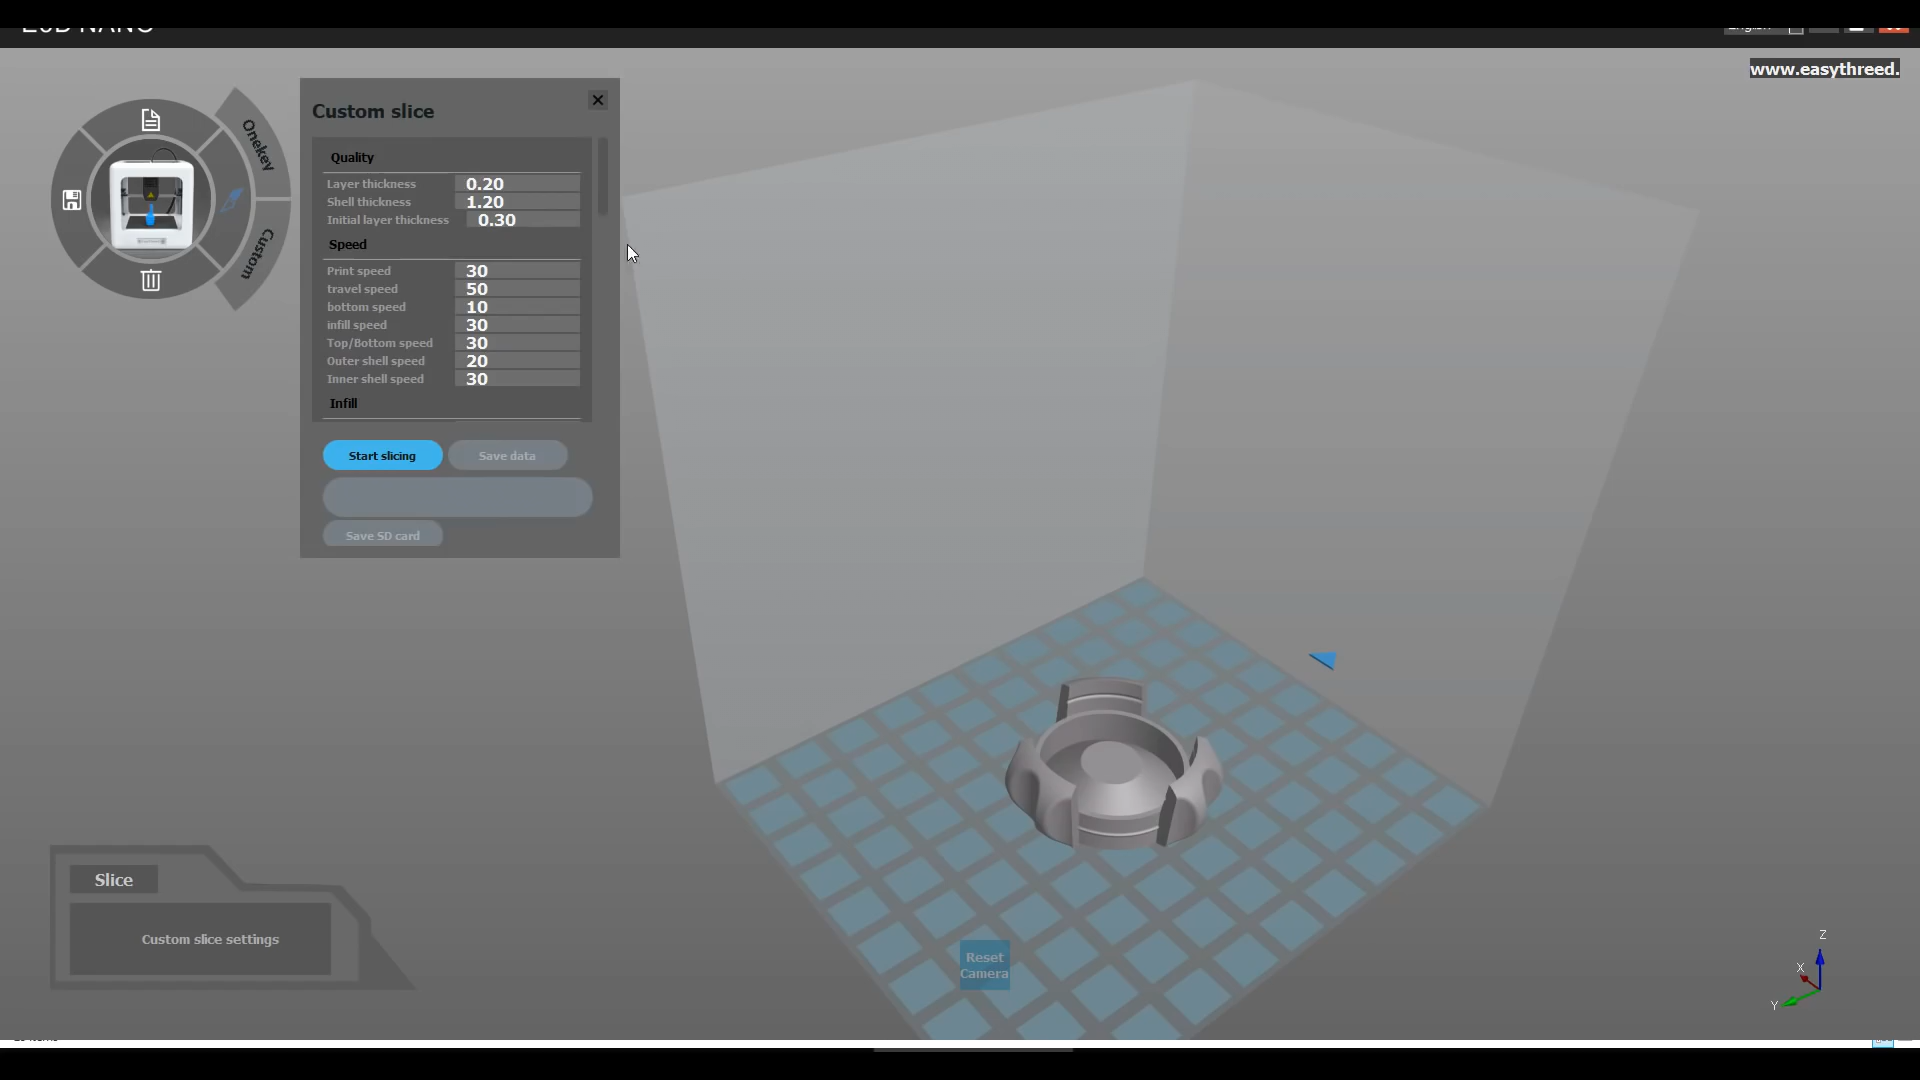 E3D NANO
English
www.easythreed.
Onekey
Custom
Custom slice
Quality
Layer thickness 0.20
Shell thickness 1.20
Initial layer thickness 0.30
Speed
Print speed 30
travel speed 50
bottom speed 10
infill speed 30
Top/Bottom speed 30
Outer shell speed 20
Inner shell speed 30
Infill
Start slicing
Save data
Save SD card
Slice
Custom slice settings
Reset
Camera
Z
X
Y